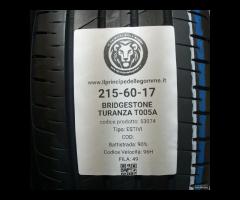 www.ilprincipedellegomme.it
215-60-17
BRIDGESTONE
TURANZA T005A
codice prodotto: 53074
Tipo: ESTIVI
COD:
Battistrada: 90%
Codice Velocità: 96H
FILA: 49